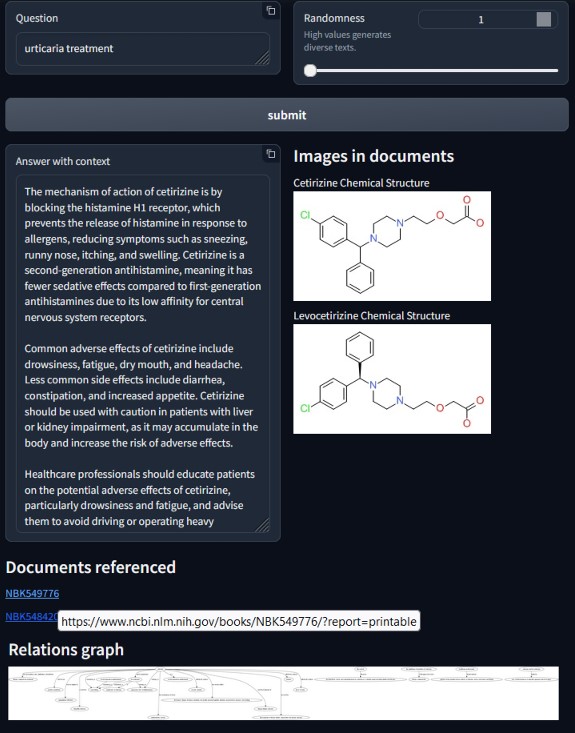 Question
urticaria treatment
Randomness
High values generates
diverse texts.
1
submit
Answer with context
The mechanism of action of cetirizine is by
blocking the histamine H1 receptor, which
prevents the release of histamine in response to
allergens, reducing symptoms such as sneezing,
runny nose, itching, and swelling. Cetirizine is a
second-generation antihistamine, meaning it has
fewer sedative effects compared to first-generation
antihistamines due to its low affinity for central
nervous system receptors.
Common adverse effects of cetirizine include
drowsiness, fatigue, dry mouth, and headache.
Less common side effects include diarrhea,
constipation, and increased appetite. Cetirizine
should be used with caution in patients with liver
or kidney impairment, as it may accumulate in the
body and increase the risk of adverse effects.
Healthcare professionals should educate patients
on the potential adverse effects of cetirizine,
particularly drowsiness and fatigue, and advise
them to avoid driving or operating heavy
Images in documents
Cetirizine Chemical Structure
Cl
N
N
O
O
O
Levocetirizine Chemical Structure
Cl
N
N
O
O
O
Documents referenced
NBK549776
NBK548420
https://www.ncbi.nlm.nih.gov/books/NBK549776/?report=printable
Relations graph